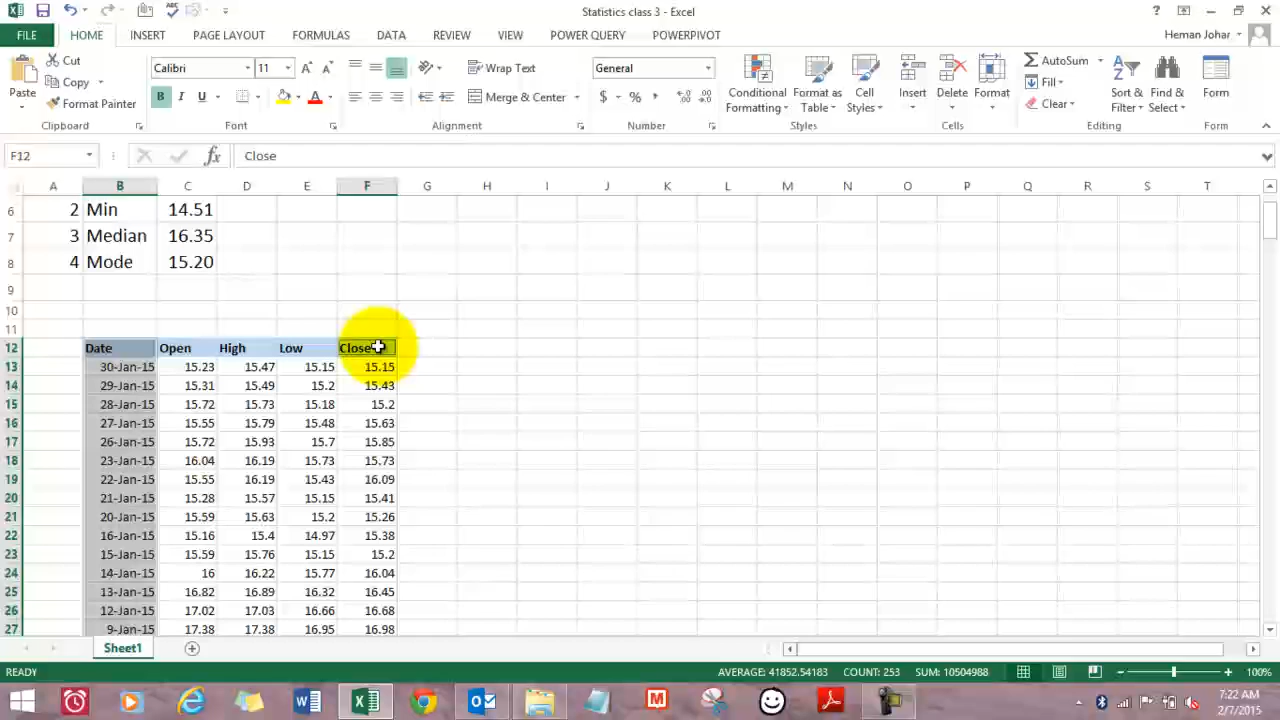 Statistics class 3 - Excel
FILE HOME INSERT PAGE LAYOUT FORMULAS DATA REVIEW VIEW POWER QUERY POWERPIVOT Heman Johar
Paste Cut Copy Format Painter
Calibri 11 B I U
Wrap Text Merge & Center
General $ % ,
Conditional Formatting Format as Table Cell Styles
Insert Delete Format
AutoSum Fill Clear Sort & Filter Find & Select
Form
Clipboard Font Alignment Number Styles Cells Editing Form
F12 fx Close
A B C D E F G H I J K L M N O P Q R S T
6 2 Min 14.51
7 3 Median 16.35
8 4 Mode 15.20
9
10
11
12 Date Open High Low Close
13 30-Jan-15 15.23 15.47 15.15 15.15
14 29-Jan-15 15.31 15.49 15.2 15.43
15 28-Jan-15 15.72 15.73 15.18 15.2
16 27-Jan-15 15.55 15.79 15.48 15.63
17 26-Jan-15 15.72 15.93 15.7 15.85
18 23-Jan-15 16.04 16.19 15.73 15.73
19 22-Jan-15 15.55 16.19 15.43 16.09
20 21-Jan-15 15.28 15.57 15.15 15.41
21 20-Jan-15 15.59 15.63 15.2 15.26
22 16-Jan-15 15.16 15.4 14.97 15.38
23 15-Jan-15 15.59 15.76 15.15 15.2
24 14-Jan-15 16 16.22 15.77 16.04
25 13-Jan-15 16.82 16.89 16.32 16.45
26 12-Jan-15 17.02 17.03 16.66 16.68
27 9-Jan-15 17.38 17.38 16.95 16.98
Sheet1
READY AVERAGE: 41852.54183 COUNT: 253 SUM: 10504988 100%
7:22 AM
2/7/2015